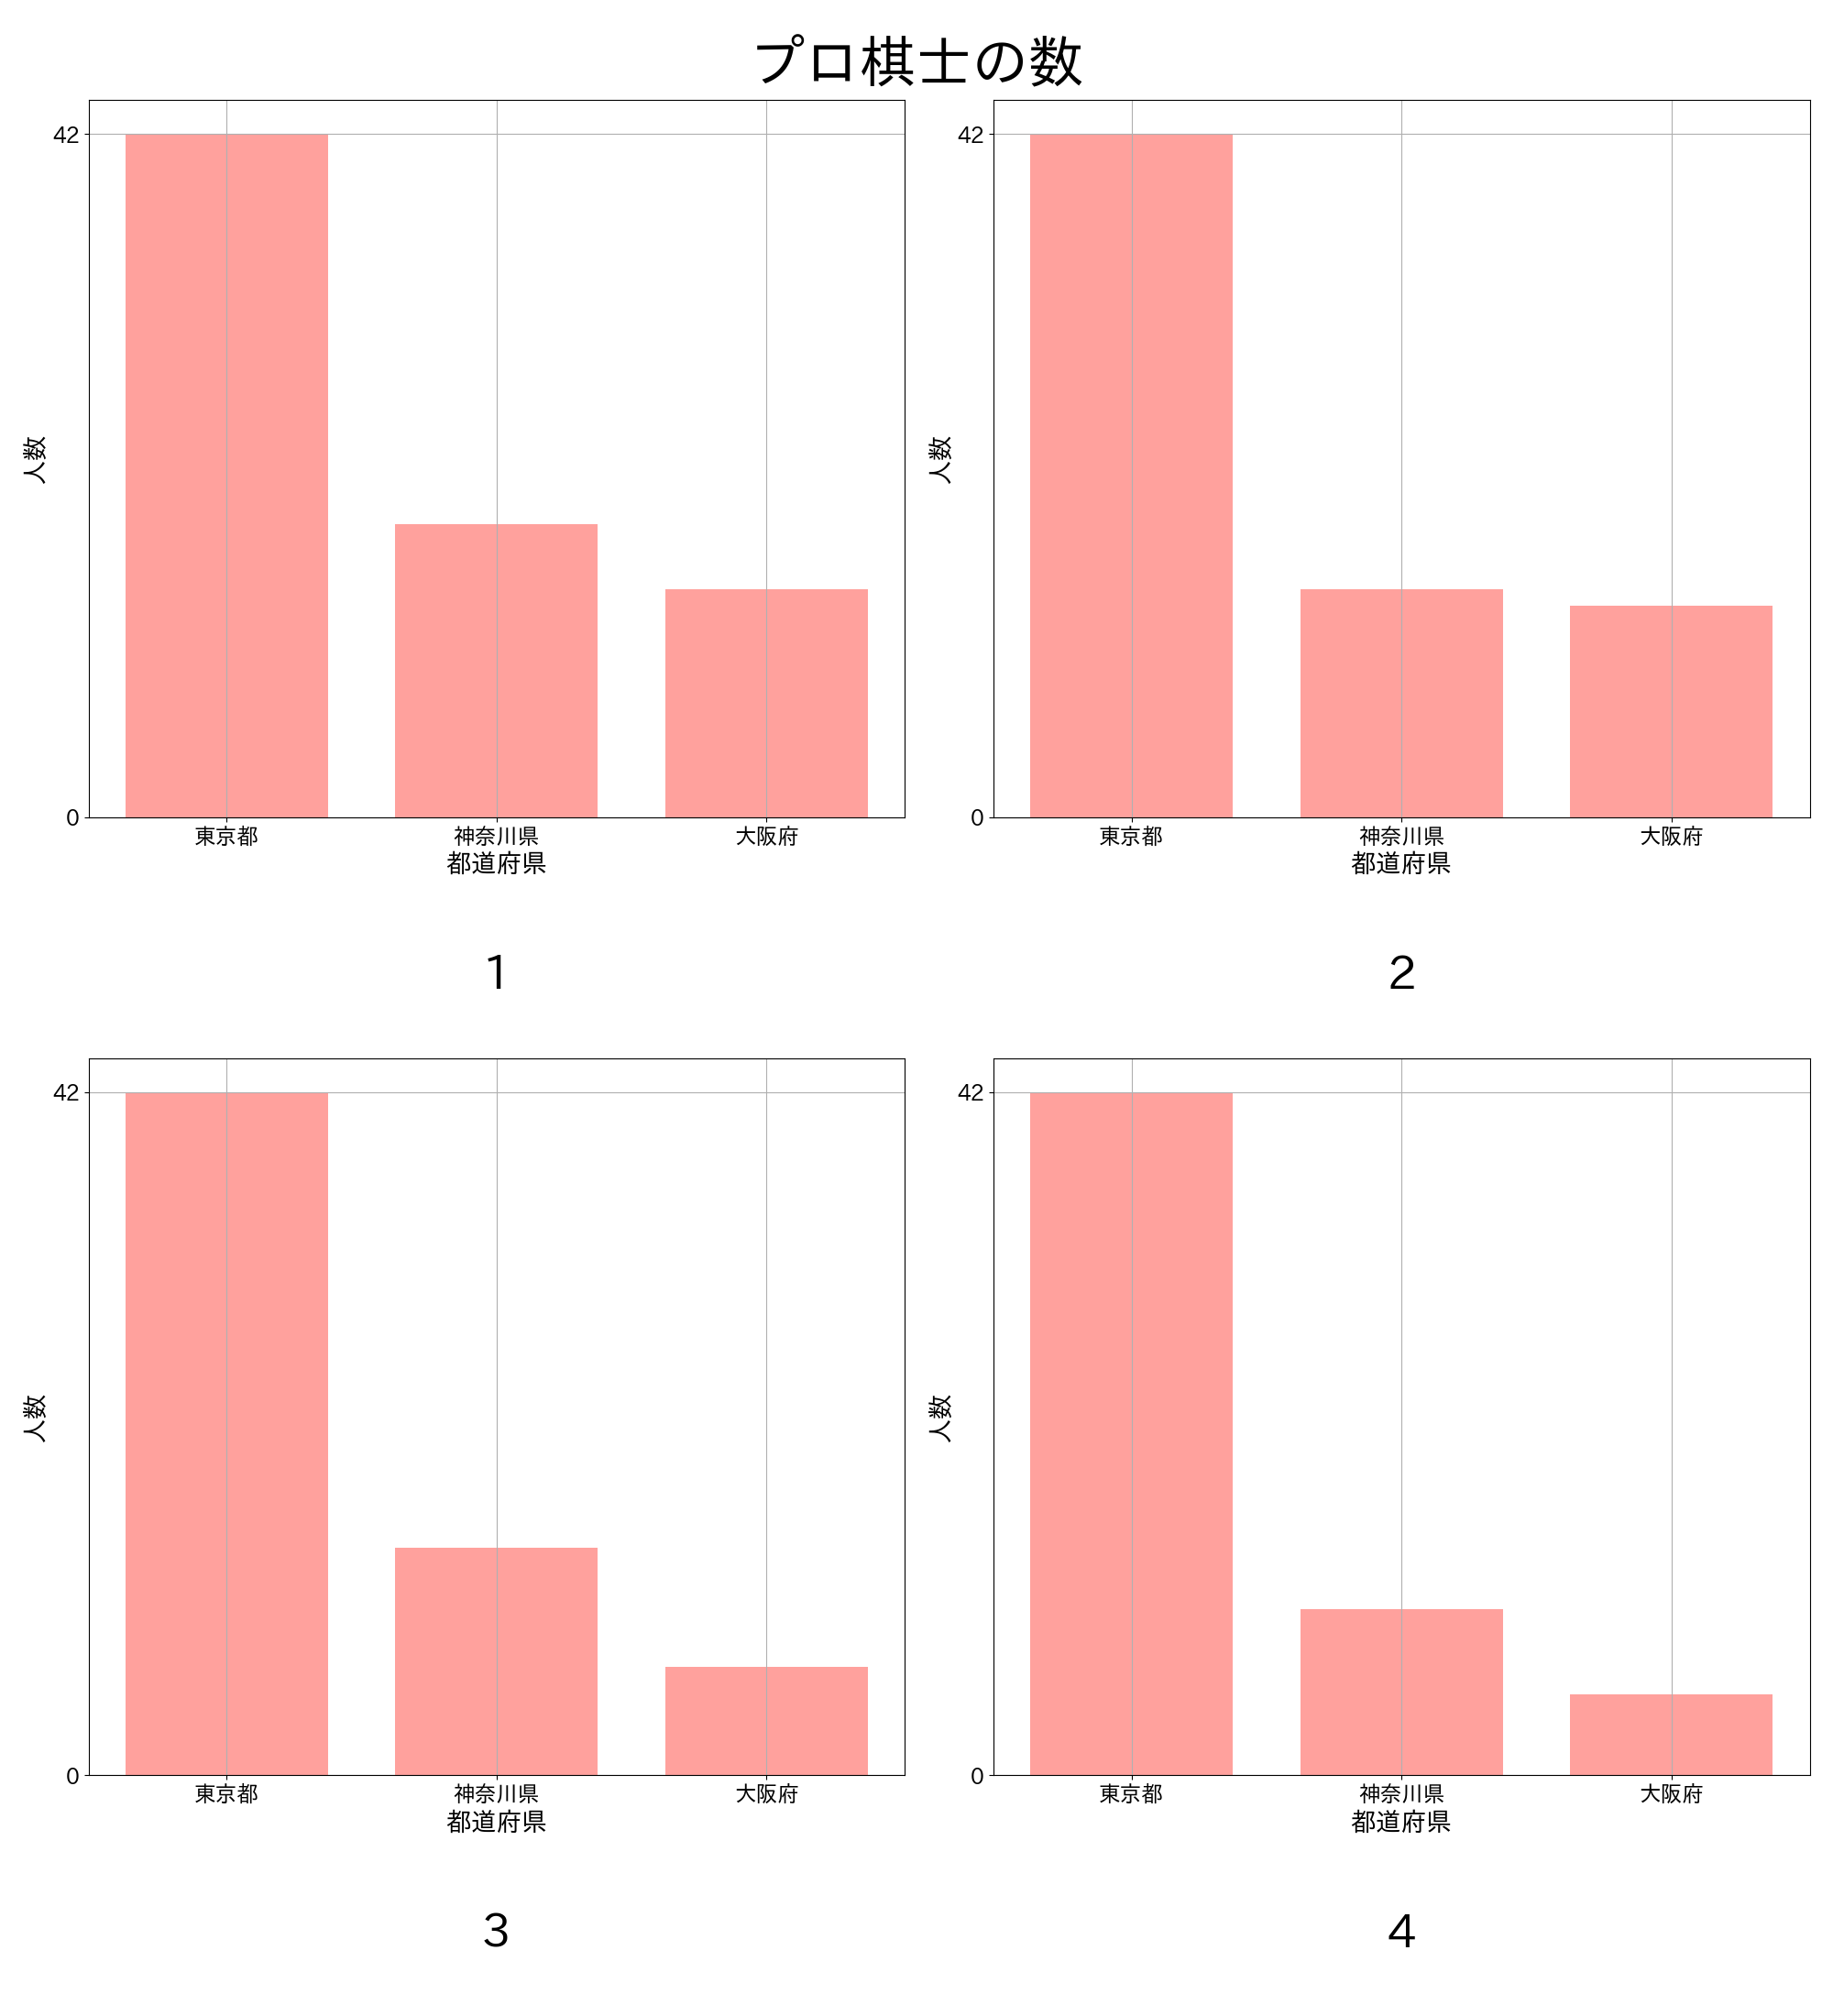 プロ棋士の数
42
0
人数
東京都 神奈川県 大阪府
都道府県
1
42
0
人数
東京都 神奈川県 大阪府
都道府県
2
42
0
人数
東京都 神奈川県 大阪府
都道府県
3
42
0
人数
東京都 神奈川県 大阪府
都道府県
4